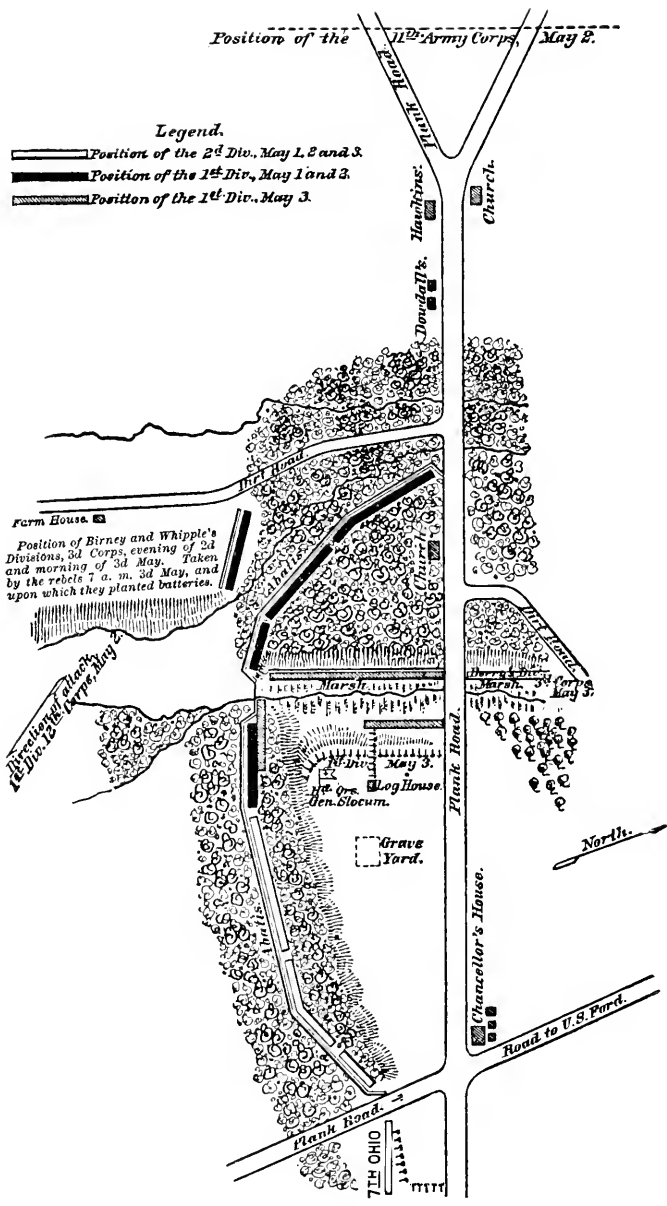 Position of the 11th Army Corps, May 2.
Plank Road.
Legend.
Position of the 2d Div., May 1, 2 and 3.
Position of the 1st Div., May 1 and 2.
Position of the 1st Div., May 3.
Hawkins'
Church.
Dowdall's.
Dirt Road
Farm House.
Position of Birney and Whipple's
Divisions, 3d Corps, evening of 2d
and morning of 3d May. Taken
by the rebels 7 a. m. 3d May, and
upon which they planted batteries.
Abatis
Church
Dirt Road
Direction of attack
1st Div. 12th Corps, May 2.
Marsh.
Berry's Div.
Marsh.
3d Corps
May 3.
1st Div.
May 3.
Hd. Qrs.
Gen. Slocum.
Log House.
Plank Road.
Grave
Yard.
North.
Abatis.
Chancellor's House.
Road to U.S. Ford.
Plank Road.
7TH OHIO